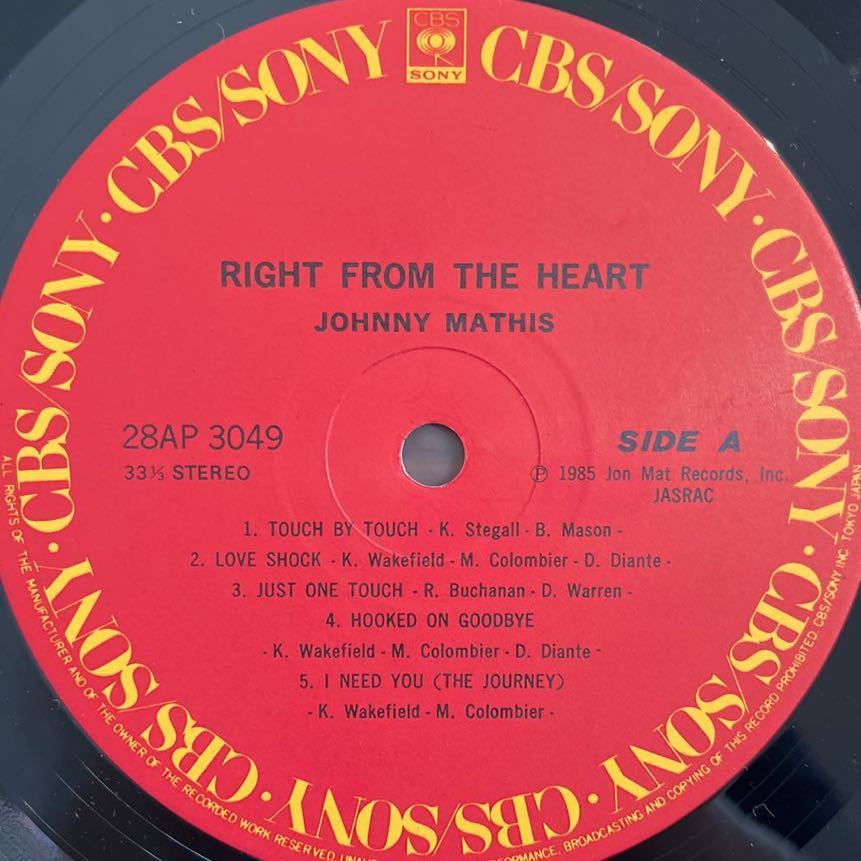 CBS
SONY
CBS/SONY · CBS/SONY · CBS/SONY · CBS/SONY · CBS/SONY · CBS/SONY · CBS/SONY · CBS/SONY
RIGHT FROM THE HEART
JOHNNY MATHIS
28AP 3049
33⅓ STEREO
SIDE A
Ⓟ 1985 Jon Mat Records, Inc.
JASRAC
1. TOUCH BY TOUCH - K. Stegall - B. Mason -
2. LOVE SHOCK - K. Wakefield - M. Colombier - D. Diante -
3. JUST ONE TOUCH - R. Buchanan - D. Warren -
4. HOOKED ON GOODBYE
- K. Wakefield - M. Colombier - D. Diante -
5. I NEED YOU (THE JOURNEY)
- K. Wakefield - M. Colombier -
ALL RIGHTS OF THE MANUFACTURER AND OF THE OWNER OF THE RECORDED WORK RESERVED. PERFORMANCE, BROADCASTING AND COPYING OF THIS RECORD PROHIBITED CBS/SONY INC. TOKYO JAPAN